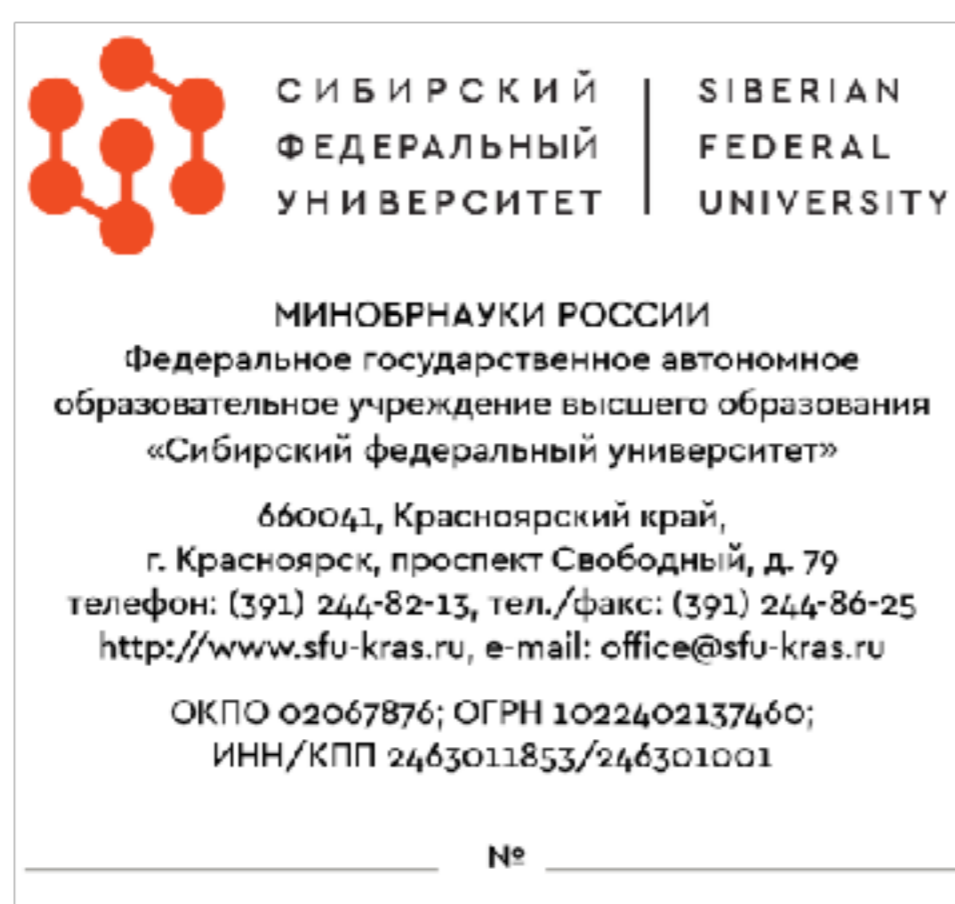 СИБИРСКИЙ
ФЕДЕРАЛЬНЫЙ
УНИВЕРСИТЕТ
SIBERIAN
FEDERAL
UNIVERSITY
МИНОБРНАУКИ РОССИИ
Федеральное государственное автономное
образовательное учреждение высшего образования
«Сибирский федеральный университет»
660041, Красноярский край,
г. Красноярск, проспект Свободный, д. 79
телефон: (391) 244-82-13, тел./факс: (391) 244-86-25
http://www.sfu-kras.ru, e-mail: office@sfu-kras.ru
ОКПО 02067876; ОГРН 1022402137460;
ИНН/КПП 2463011853/246301001
№